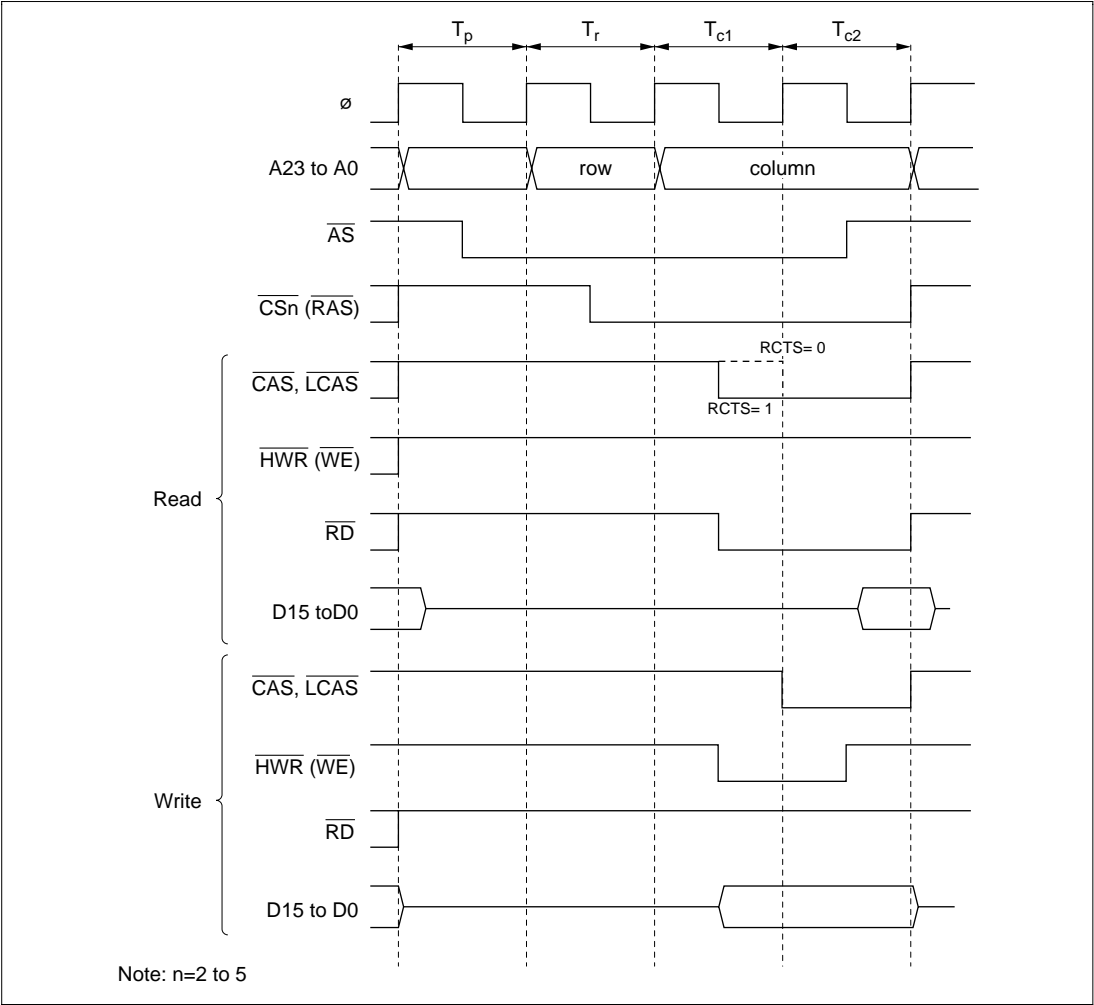 Tp Tr Tc1 Tc2
ø
A23 to A0 row column
AS
CSn (RAS)
RCTS= 0
CAS, LCAS
RCTS= 1
HWR (WE)
Read
RD
D15 toD0
CAS, LCAS
HWR (WE)
Write
RD
D15 to D0
Note: n=2 to 5